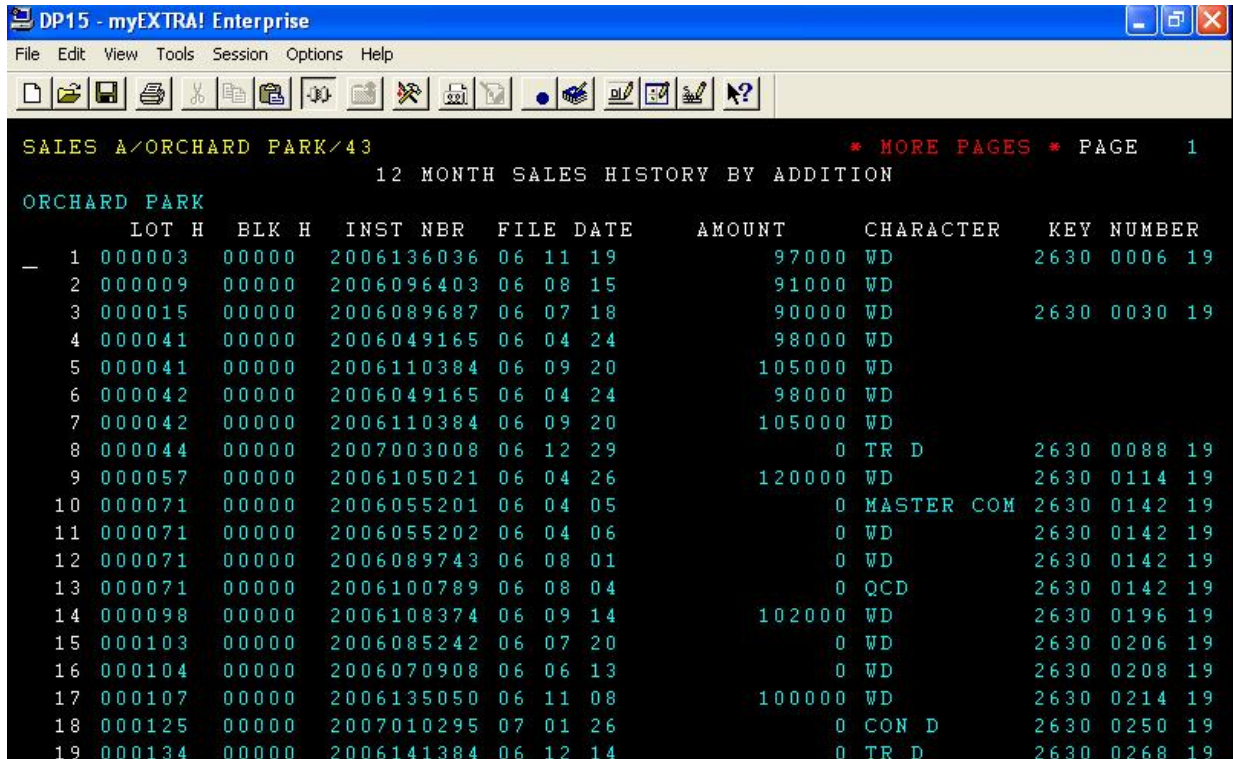 DP15 - myEXTRA! Enterprise
File Edit View Tools Session Options Help
SALES A/ORCHARD PARK/43 * MORE PAGES * PAGE 1
12 MONTH SALES HISTORY BY ADDITION
ORCHARD PARK
LOT H BLK H INST NBR FILE DATE AMOUNT CHARACTER KEY NUMBER
_ 1 000003 00000 2006136036 06 11 19 97000 WD 2630 0006 19
2 000009 00000 2006096403 06 08 15 91000 WD
3 000015 00000 2006089687 06 07 18 90000 WD 2630 0030 19
4 000041 00000 2006049165 06 04 24 98000 WD
5 000041 00000 2006110384 06 09 20 105000 WD
6 000042 00000 2006049165 06 04 24 98000 WD
7 000042 00000 2006110384 06 09 20 105000 WD
8 000044 00000 2007003008 06 12 29 0 TR D 2630 0088 19
9 000057 00000 2006105021 06 04 26 120000 WD 2630 0114 19
10 000071 00000 2006055201 06 04 05 0 MASTER COM 2630 0142 19
11 000071 00000 2006055202 06 04 06 0 WD 2630 0142 19
12 000071 00000 2006089743 06 08 01 0 WD 2630 0142 19
13 000071 00000 2006100789 06 08 04 0 QCD 2630 0142 19
14 000098 00000 2006108374 06 09 14 102000 WD 2630 0196 19
15 000103 00000 2006085242 06 07 20 0 WD 2630 0206 19
16 000104 00000 2006070908 06 06 13 0 WD 2630 0208 19
17 000107 00000 2006135050 06 11 08 100000 WD 2630 0214 19
18 000125 00000 2007010295 07 01 26 0 CON D 2630 0250 19
19 000134 00000 2006141384 06 12 14 0 TR D 2630 0268 19